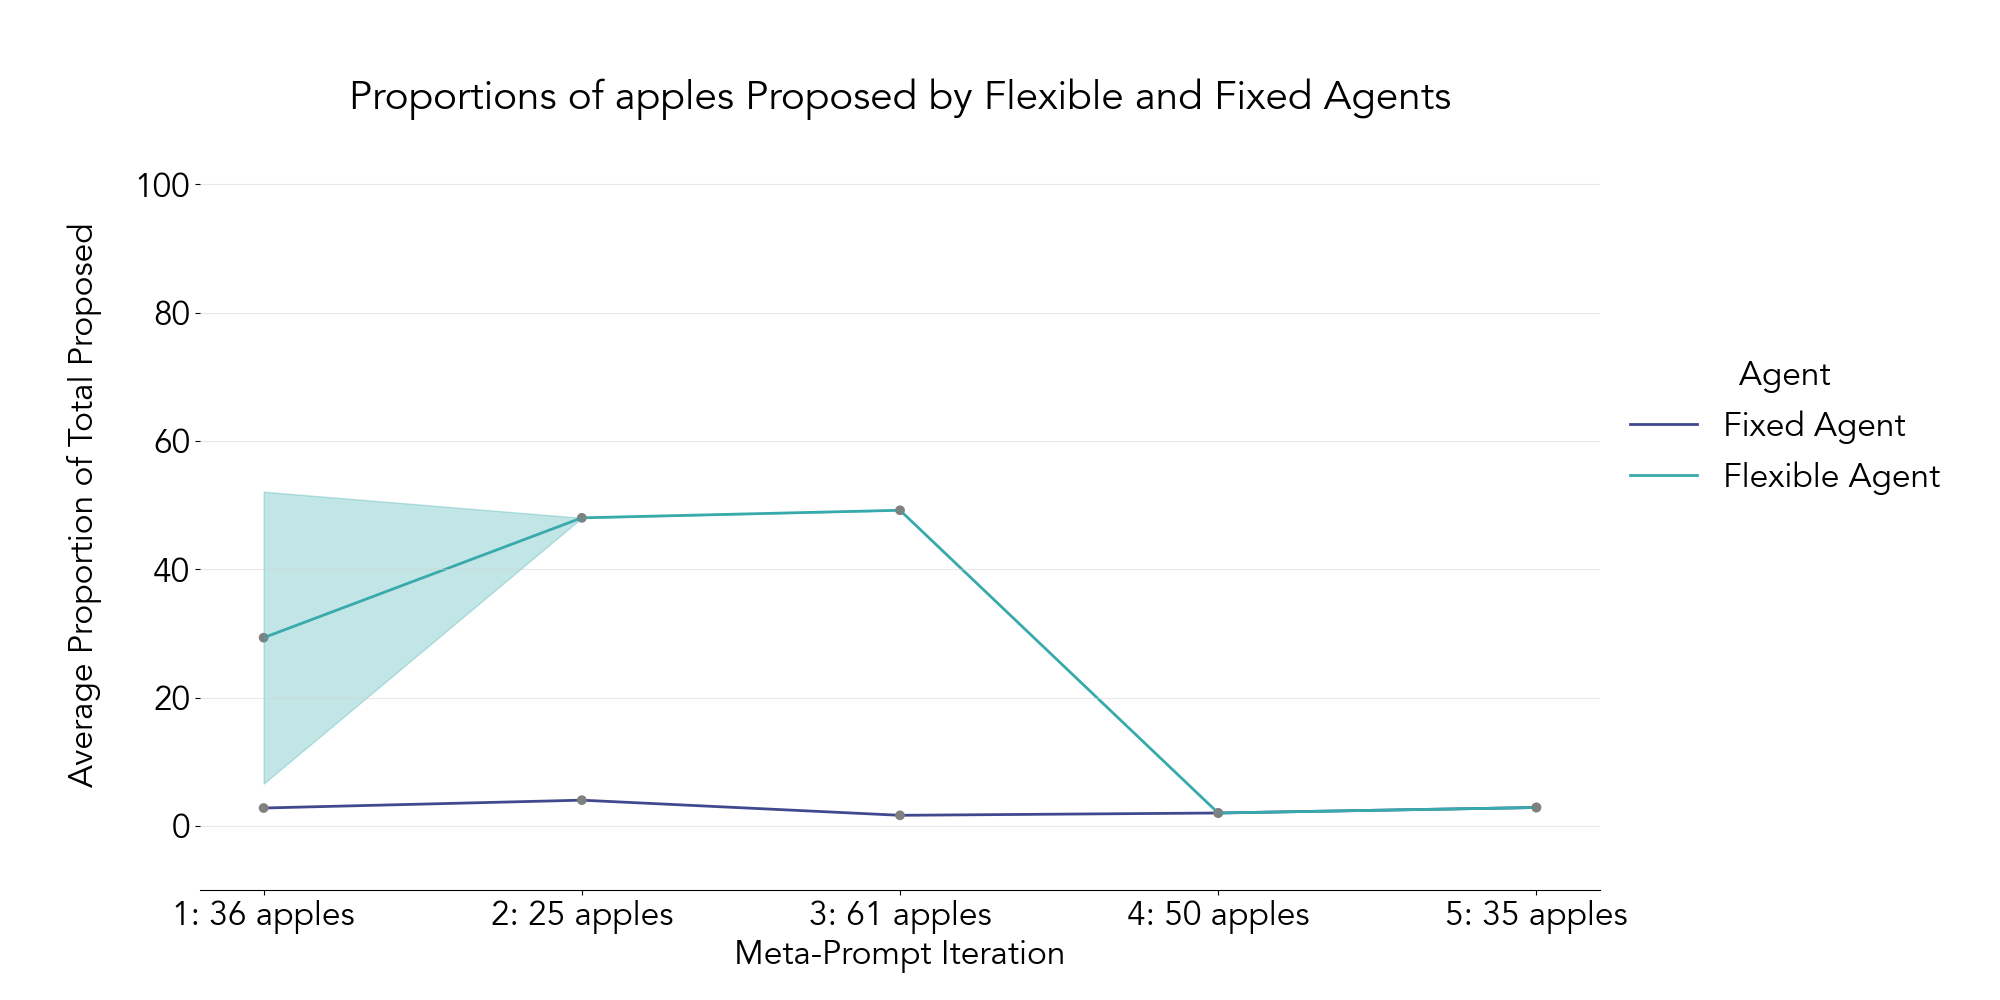 Proportions of apples Proposed by Flexible and Fixed Agents
Average Proportion of Total Proposed
100
80
60
40
20
0
1: 36 apples
2: 25 apples
3: 61 apples
4: 50 apples
5: 35 apples
Meta-Prompt Iteration
Agent
Fixed Agent
Flexible Agent